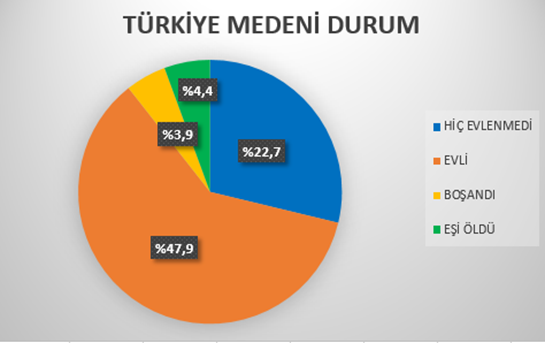 TÜRKİYE MEDENİ DURUM
%4,4
%3,9
%22,7
%47,9
HİÇ EVLENMEDİ
EVLİ
BOŞANDI
EŞİ ÖLDÜ